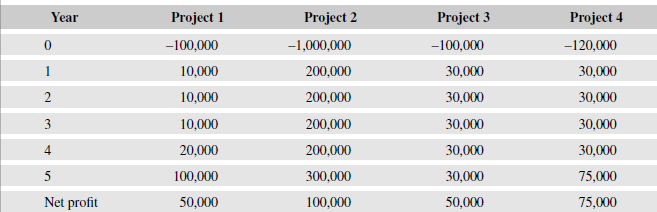 Year Project 1 Project 2 Project 3 Project 4
0 –100,000 –1,000,000 –100,000 –120,000
1 10,000 200,000 30,000 30,000
2 10,000 200,000 30,000 30,000
3 10,000 200,000 30,000 30,000
4 20,000 200,000 30,000 30,000
5 100,000 300,000 30,000 75,000
Net profit 50,000 100,000 50,000 75,000